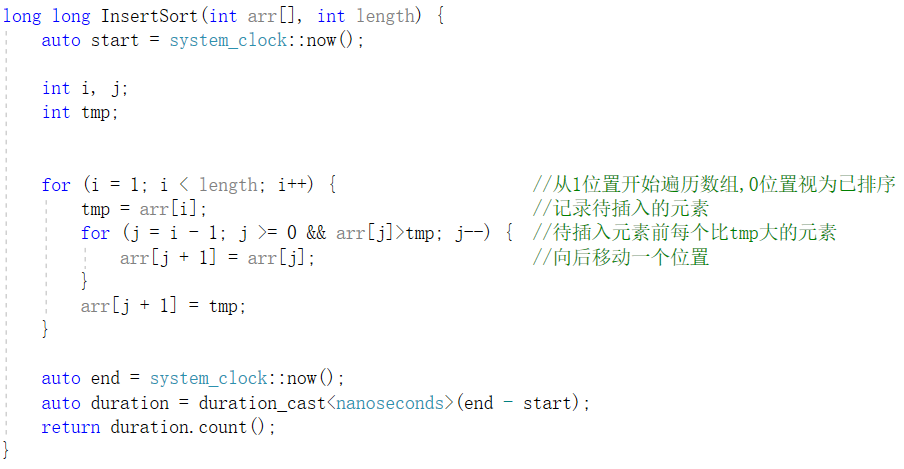 long long InsertSort(int arr[], int length) {
    auto start = system_clock::now();

    int i, j;
    int tmp;


    for (i = 1; i < length; i++) {                    //从1位置开始遍历数组,0位置视为已排序
        tmp = arr[i];                                 //记录待插入的元素
        for (j = i - 1; j >= 0 && arr[j]>tmp; j--) {  //待插入元素前每个比tmp大的元素
            arr[j + 1] = arr[j];                      //向后移动一个位置
        }
        arr[j + 1] = tmp;
    }

    auto end = system_clock::now();
    auto duration = duration_cast<nanoseconds>(end - start);
    return duration.count();
}